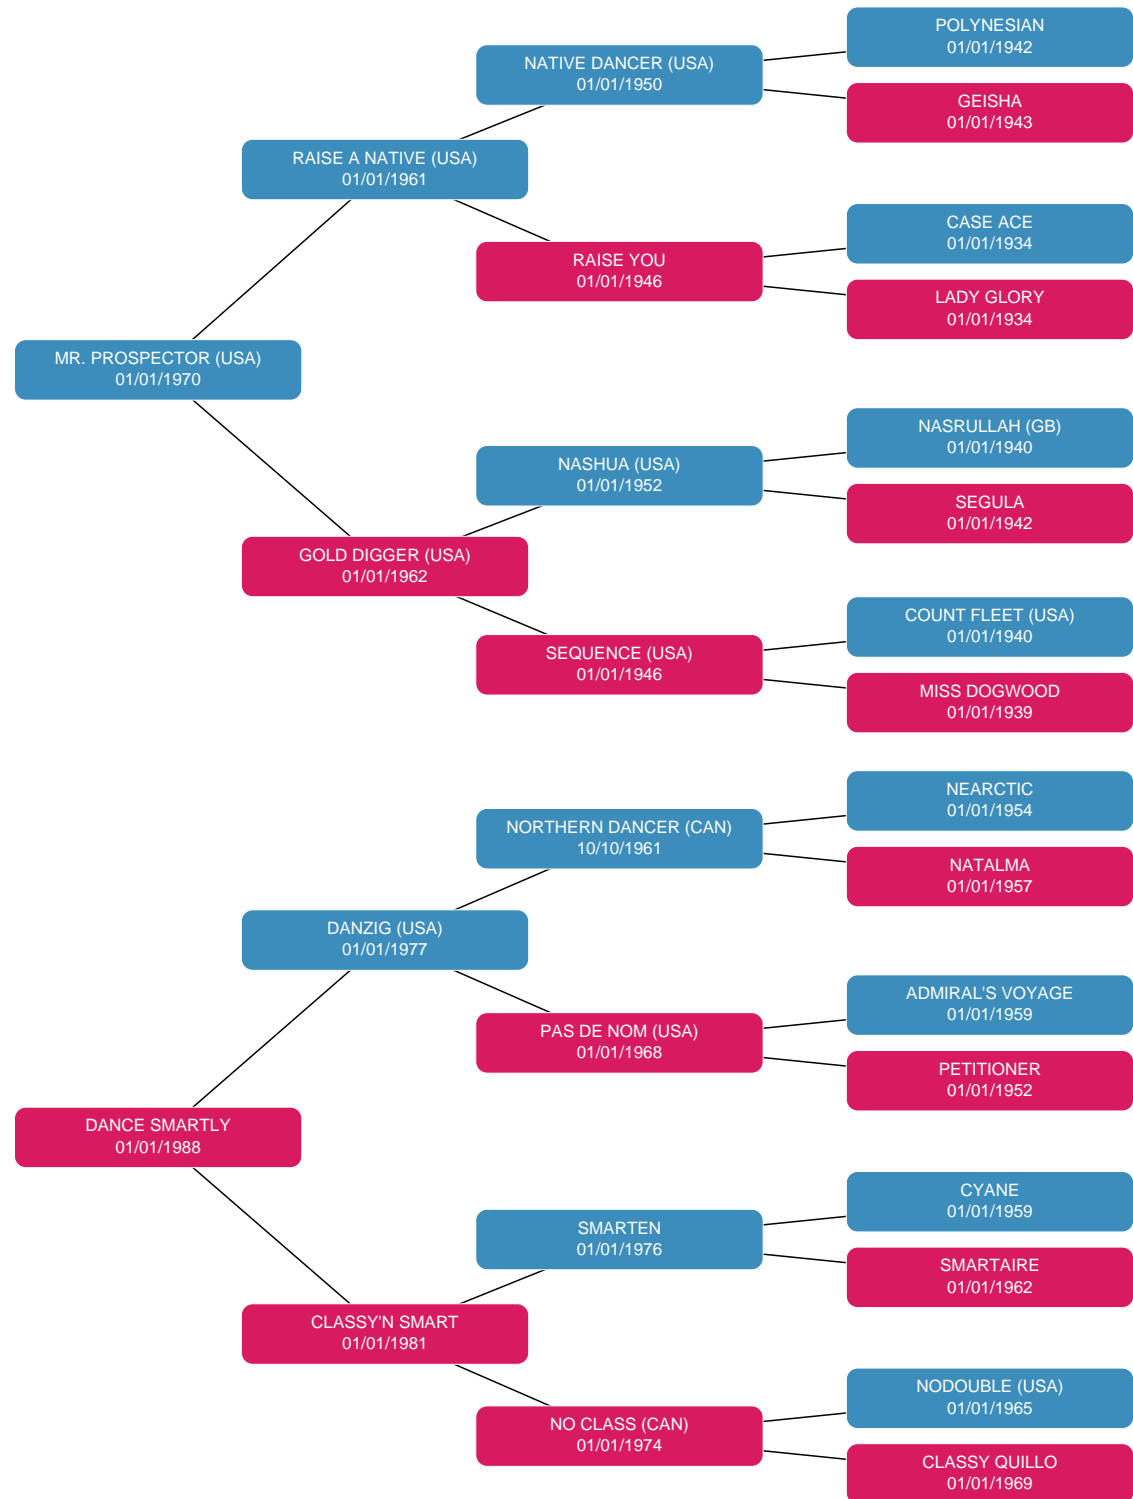 POLYNESIAN
01/01/1942
NATIVE DANCER (USA)
01/01/1950
GEISHA
01/01/1943
RAISE A NATIVE (USA)
01/01/1961
CASE ACE
01/01/1934
RAISE YOU
01/01/1946
LADY GLORY
01/01/1934
MR. PROSPECTOR (USA)
01/01/1970
NASRULLAH (GB)
01/01/1940
NASHUA (USA)
01/01/1952
SEGULA
01/01/1942
GOLD DIGGER (USA)
01/01/1962
COUNT FLEET (USA)
01/01/1940
SEQUENCE (USA)
01/01/1946
MISS DOGWOOD
01/01/1939
NEARCTIC
01/01/1954
NORTHERN DANCER (CAN)
10/10/1961
NATALMA
01/01/1957
DANZIG (USA)
01/01/1977
ADMIRAL'S VOYAGE
01/01/1959
PAS DE NOM (USA)
01/01/1968
PETITIONER
01/01/1952
DANCE SMARTLY
01/01/1988
CYANE
01/01/1959
SMARTEN
01/01/1976
SMARTAIRE
01/01/1962
CLASSY'N SMART
01/01/1981
NODOUBLE (USA)
01/01/1965
NO CLASS (CAN)
01/01/1974
CLASSY QUILLO
01/01/1969